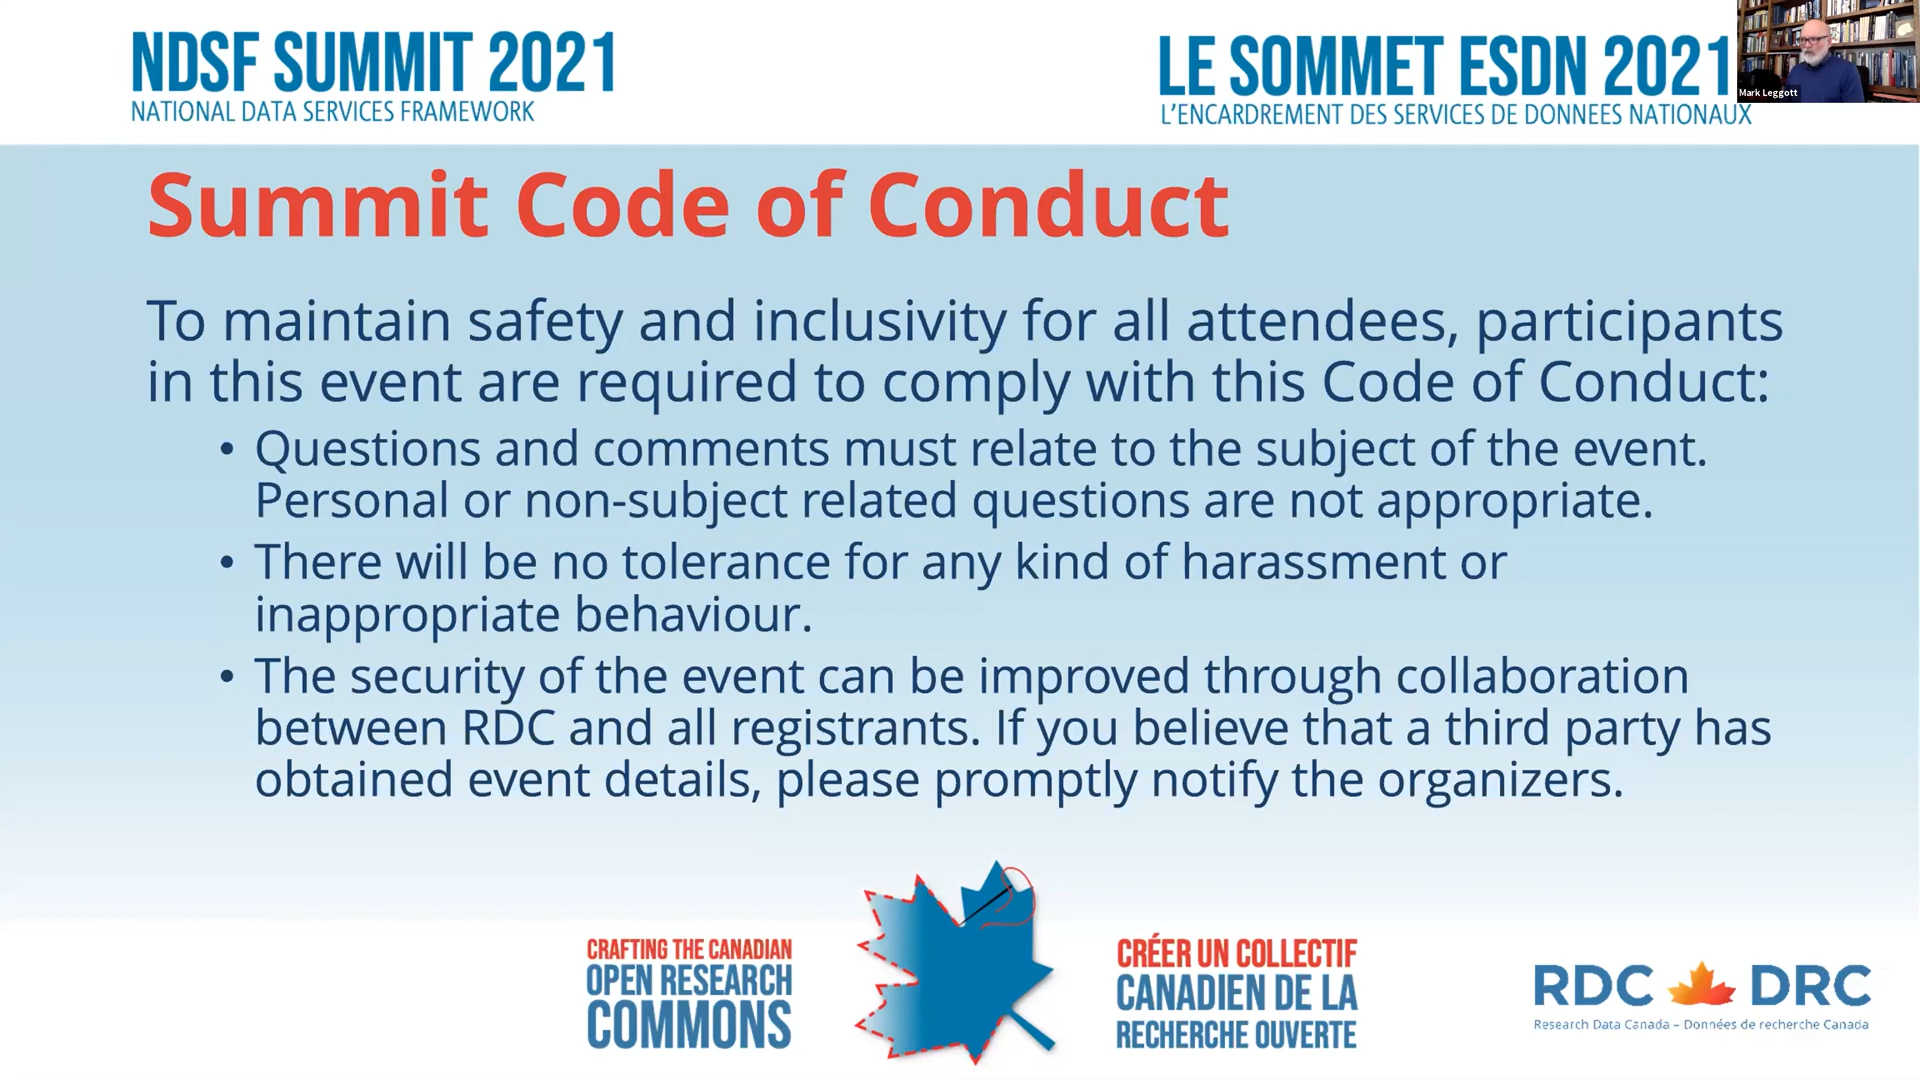 NDSF SUMMIT 2021
NATIONAL DATA SERVICES FRAMEWORK
LE SOMMET ESDN 2021
L'ENCARDREMENT DES SERVICES DE DONNEES NATIONAUX
Mark Leggott
Summit Code of Conduct
To maintain safety and inclusivity for all attendees, participants
in this event are required to comply with this Code of Conduct:
• Questions and comments must relate to the subject of the event.
Personal or non-subject related questions are not appropriate.
• There will be no tolerance for any kind of harassment or
inappropriate behaviour.
• The security of the event can be improved through collaboration
between RDC and all registrants. If you believe that a third party has
obtained event details, please promptly notify the organizers.
CRAFTING THE CANADIAN
OPEN RESEARCH
COMMONS
CRÉER UN COLLECTIF
CANADIEN DE LA
RECHERCHE OUVERTE
RDC DRC
Research Data Canada – Données de recherche Canada